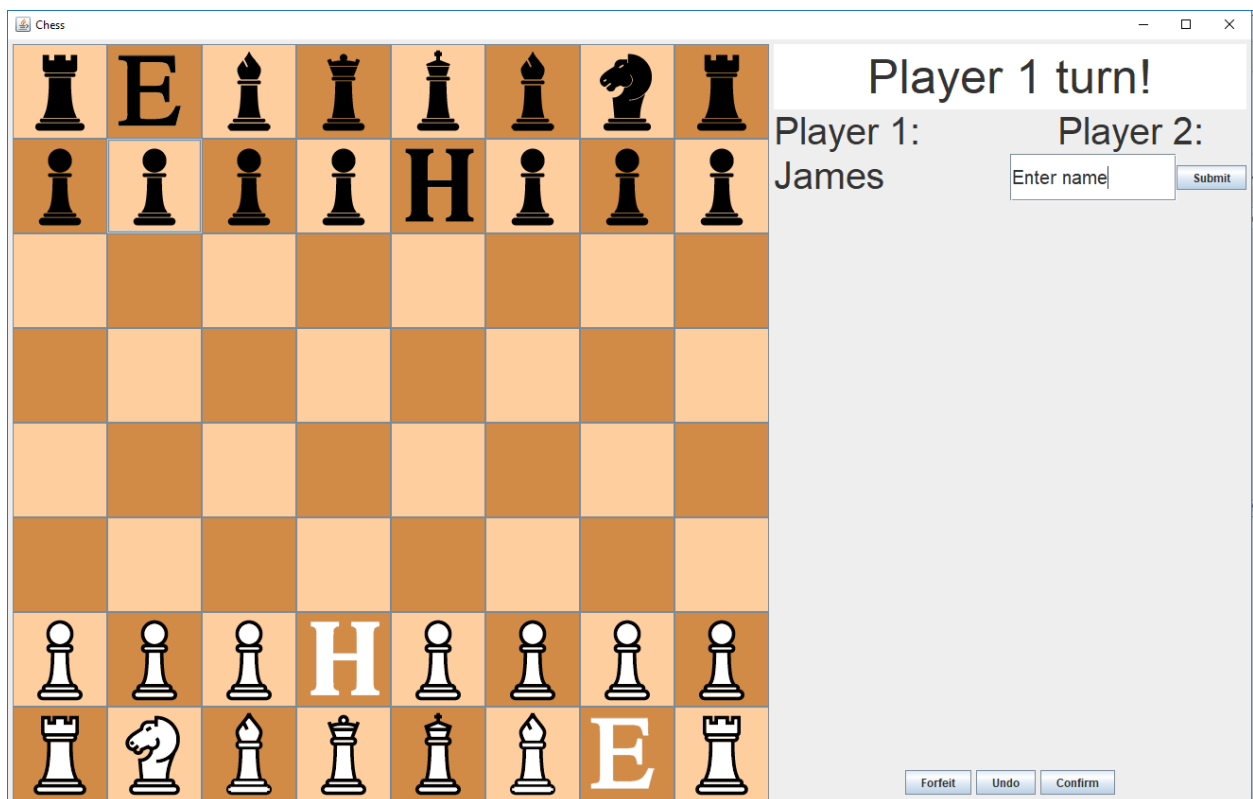 Chess
Player 1 turn!
Player 1: Player 2:
James Enter name Submit
E
H
H
E
Forfeit Undo Confirm